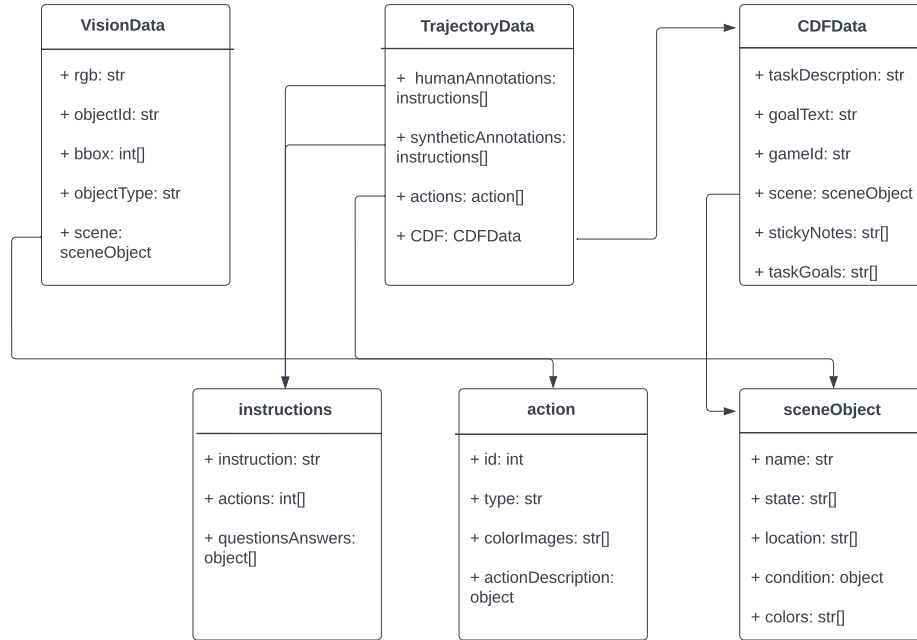 VisionData
+ rgb: str
+ objectId: str
+ bbox: int[]
+ objectType: str
+ scene:
sceneObject
TrajectoryData
+ humanAnnotations:
instructions[]
+ syntheticAnnotations:
instructions[]
+ actions: action[]
+ CDF: CDFData
CDFData
+ taskDescrption: str
+ goalText: str
+ gameId: str
+ scene: sceneObject
+ stickyNotes: str[]
+ taskGoals: str[]
instructions
+ instruction: str
+ actions: int[]
+ questionsAnswers:
object[]
action
+ id: int
+ type: str
+ colorImages: str[]
+ actionDescription:
object
sceneObject
+ name: str
+ state: str[]
+ location: str[]
+ condition: object
+ colors: str[]